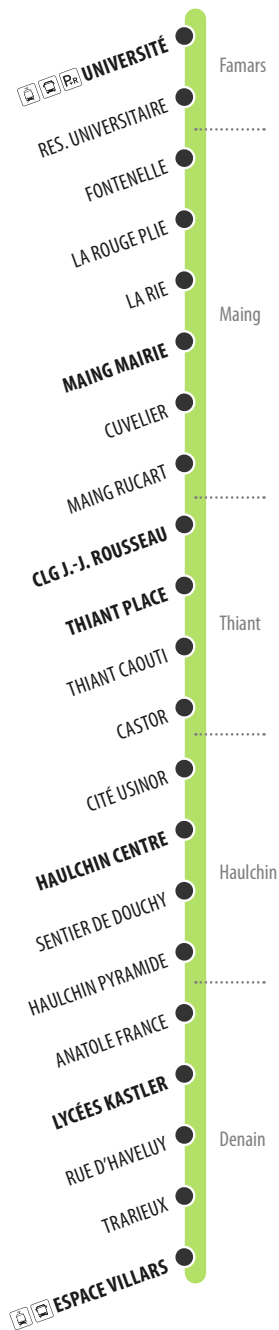 P+R UNIVERSITÉ
Famars
RES. UNIVERSITAIRE
FONTENELLE
LA ROUGE PLIE
LA RIE
Maing
MAING MAIRIE
CUVELIER
MAING RUCART
CLG J.-J. ROUSSEAU
THIANT PLACE
Thiant
THIANT CAOUTI
CASTOR
CITÉ USINOR
HAULCHIN CENTRE
Haulchin
SENTIER DE DOUCHY
HAULCHIN PYRAMIDE
ANATOLE FRANCE
LYCÉES KASTLER
RUE D'HAVELUY
Denain
TRARIEUX
ESPACE VILLARS